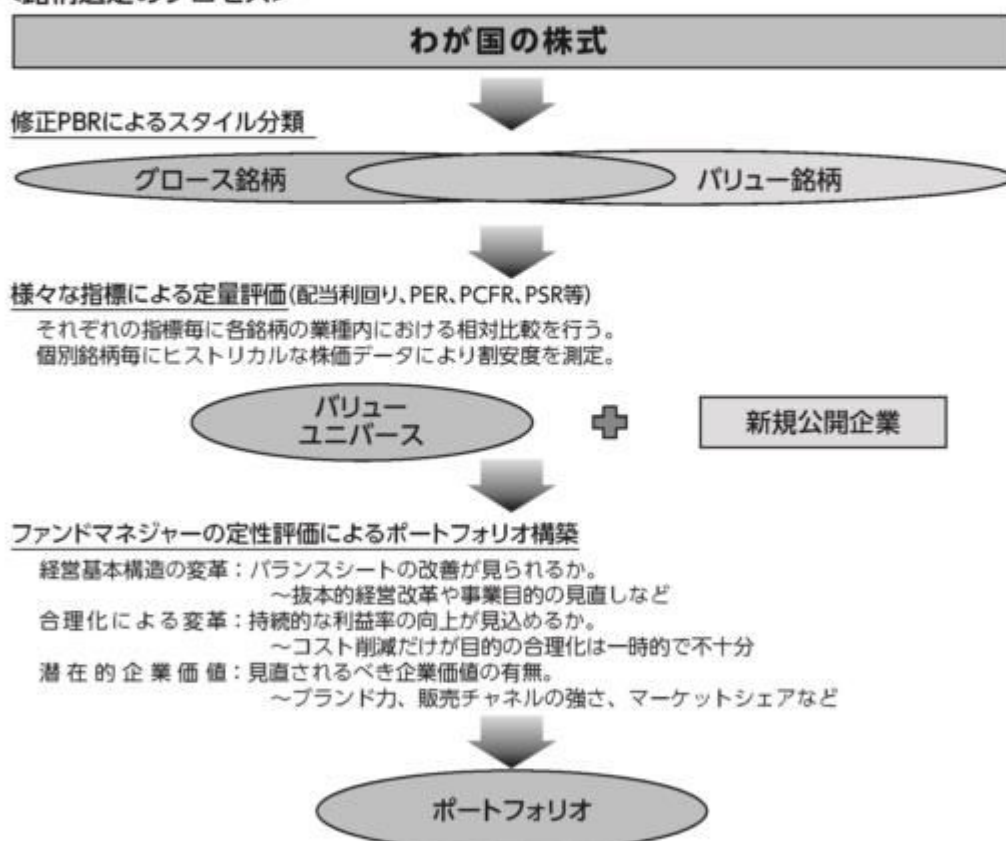 <銘柄選定のプロセス>
わが国の株式
修正PBRによるスタイル分類
グロース銘柄
バリュー銘柄
様々な指標による定量評価(配当利回り、PER、PCFR、PSR等)
それぞれの指標毎に各銘柄の業種内における相対比較を行う。
個別銘柄毎にヒストリカルな株価データにより割安度を測定。
バリュー
ユニバース
新規公開企業
ファンドマネジャーの定性評価によるポートフォリオ構築
経営基本構造の変革：バランスシートの改善が見られるか。
～抜本的経営改革や事業目的の見直しなど
合理化による変革：持続的な利益率の向上が見込めるか。
～コスト削減だけが目的の合理化は一時的で不十分
潜在的企業価値：見直されるべき企業価値の有無。
～ブランド力、販売チャネルの強さ、マーケットシェアなど
ポートフォリオ